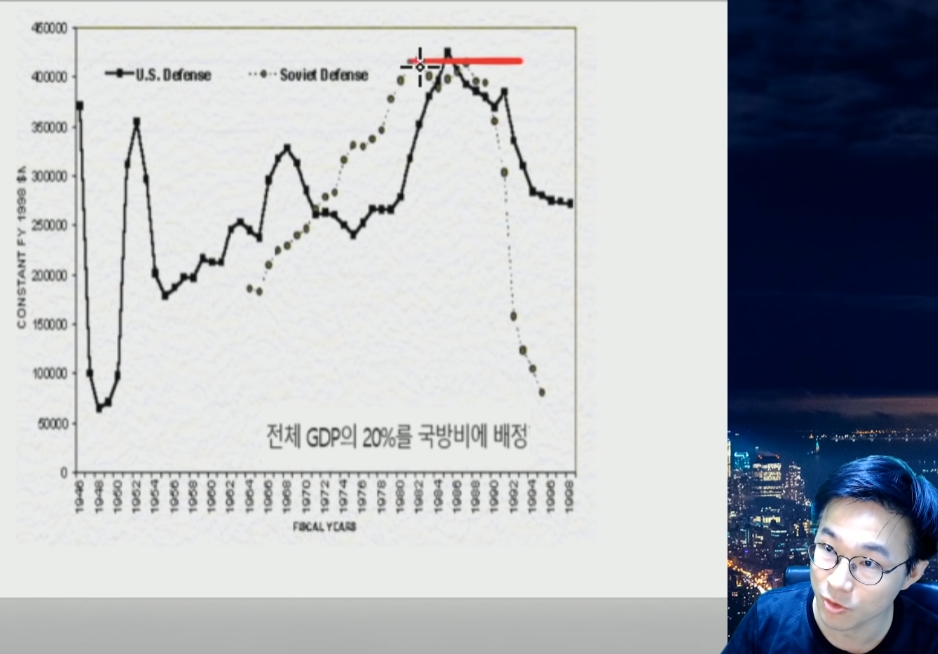 450000
U.S. Defense
Soviet Defense
400000
350000
300000
250000
200000
150000
100000
50000
0
CONSTANT FY 1998 $M
전체 GDP의 20%를 국방비에 배정
1946 1948 1950 1952 1954 1956 1958 1960 1962 1964 1966 1968 1970 1972 1974 1976 1978 1980 1982 1984 1986 1988 1990 1992 1994 1996 1998
FISCAL YEARS